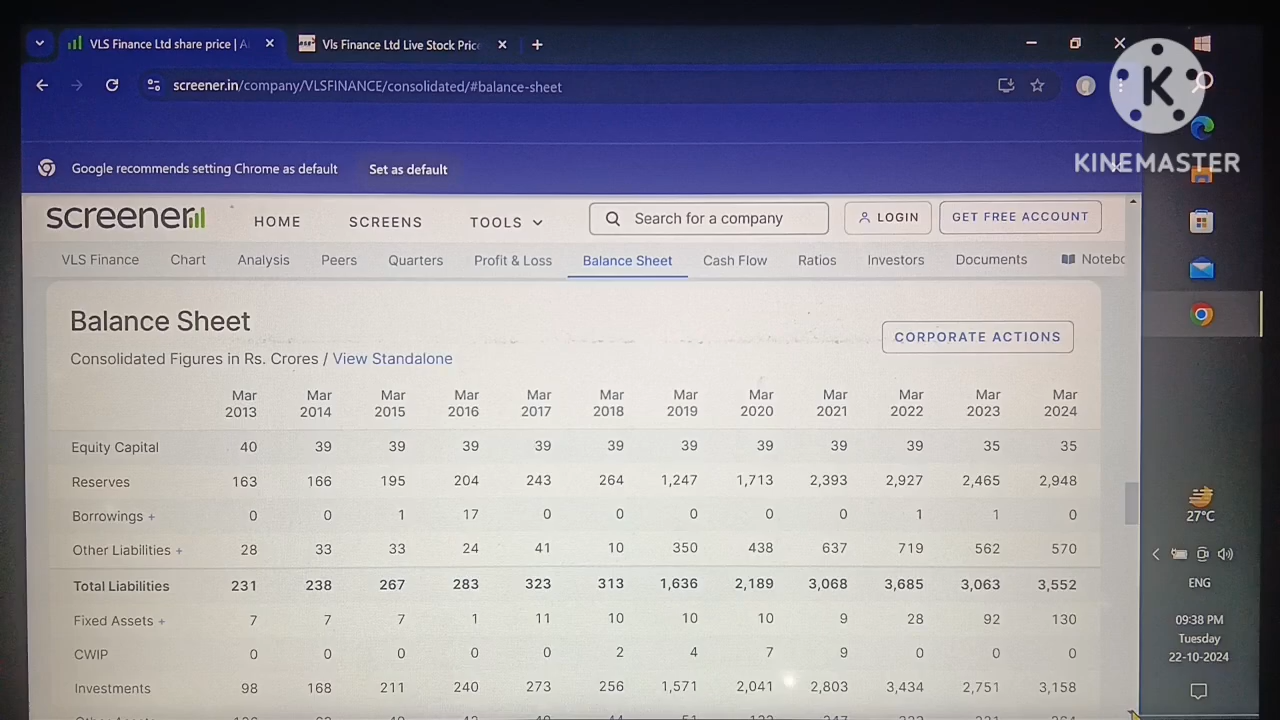 VLS Finance Ltd share price | A
Vls Finance Ltd Live Stock Price
screener.in/company/VLSFINANCE/consolidated/#balance-sheet
K
KINEMASTER
Google recommends setting Chrome as default Set as default
screener HOME SCREENS TOOLS Search for a company LOGIN GET FREE ACCOUNT
VLS Finance Chart Analysis Peers Quarters Profit & Loss Balance Sheet Cash Flow Ratios Investors Documents Notebo
Balance Sheet
CORPORATE ACTIONS
Consolidated Figures in Rs. Crores / View Standalone
Mar 2013 Mar 2014 Mar 2015 Mar 2016 Mar 2017 Mar 2018 Mar 2019 Mar 2020 Mar 2021 Mar 2022 Mar 2023 Mar 2024
Equity Capital 40 39 39 39 39 39 39 39 39 39 35 35
Reserves 163 166 195 204 243 264 1,247 1,713 2,393 2,927 2,465 2,948
Borrowings + 0 0 1 17 0 0 0 0 0 1 1 0
Other Liabilities + 28 33 33 24 41 10 350 438 637 719 562 570
Total Liabilities 231 238 267 283 323 313 1,636 2,189 3,068 3,685 3,063 3,552
Fixed Assets + 7 7 7 1 11 10 10 10 9 28 92 130
CWIP 0 0 0 0 0 2 4 7 9 0 0 0
Investments 98 168 211 240 273 256 1,571 2,041 2,803 3,434 2,751 3,158
27°C
ENG
09:38 PM
Tuesday
22-10-2024